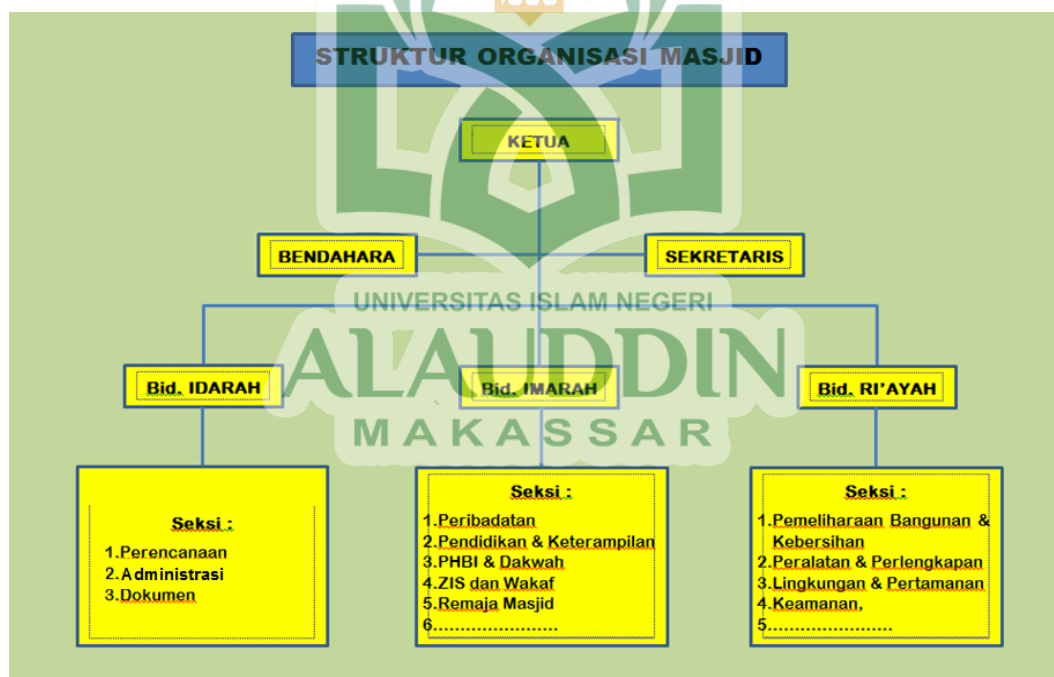 STRUKTUR ORGANISASI MASJID
KETUA
BENDAHARA
SEKRETARIS
UNIVERSITAS ISLAM NEGERI
ALAUDDIN
MAKASSAR
Bid. IDARAH
Bid. IMARAH
Bid. RI'AYAH
Seksi :
1.Perencanaan
2.Administrasi
3.Dokumen
Seksi :
1.Peribadatan
2.Pendidikan & Keterampilan
3.PHBI & Dakwah
4.ZIS dan Wakaf
5.Remaja Masjid
6........................
Seksi :
1.Pemeliharaan Bangunan &
Kebersihan
2.Peralatan & Perlengkapan
3.Lingkungan & Pertamanan
4.Keamanan,
5........................